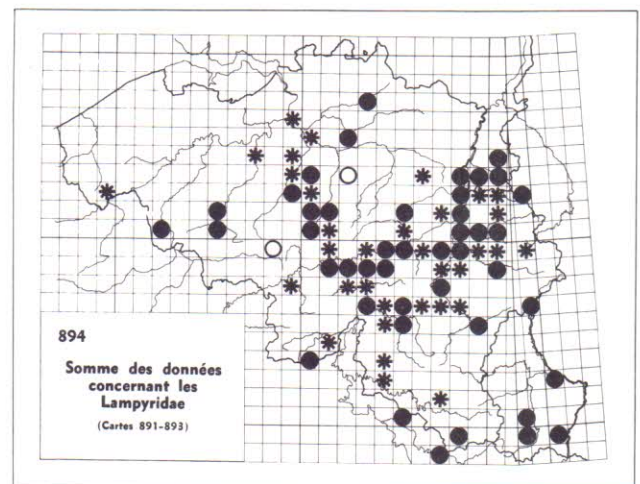 894
Somme des données
concernant les
Lampyridae
(Cartes 891-893)